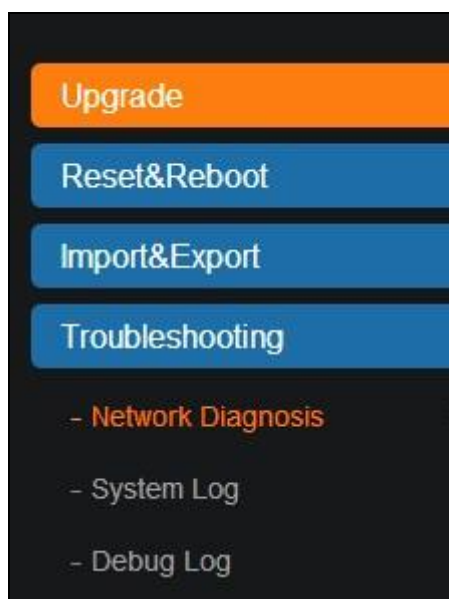 Upgrade
Reset&Reboot
Import&Export
Troubleshooting
- Network Diagnosis
- System Log
- Debug Log